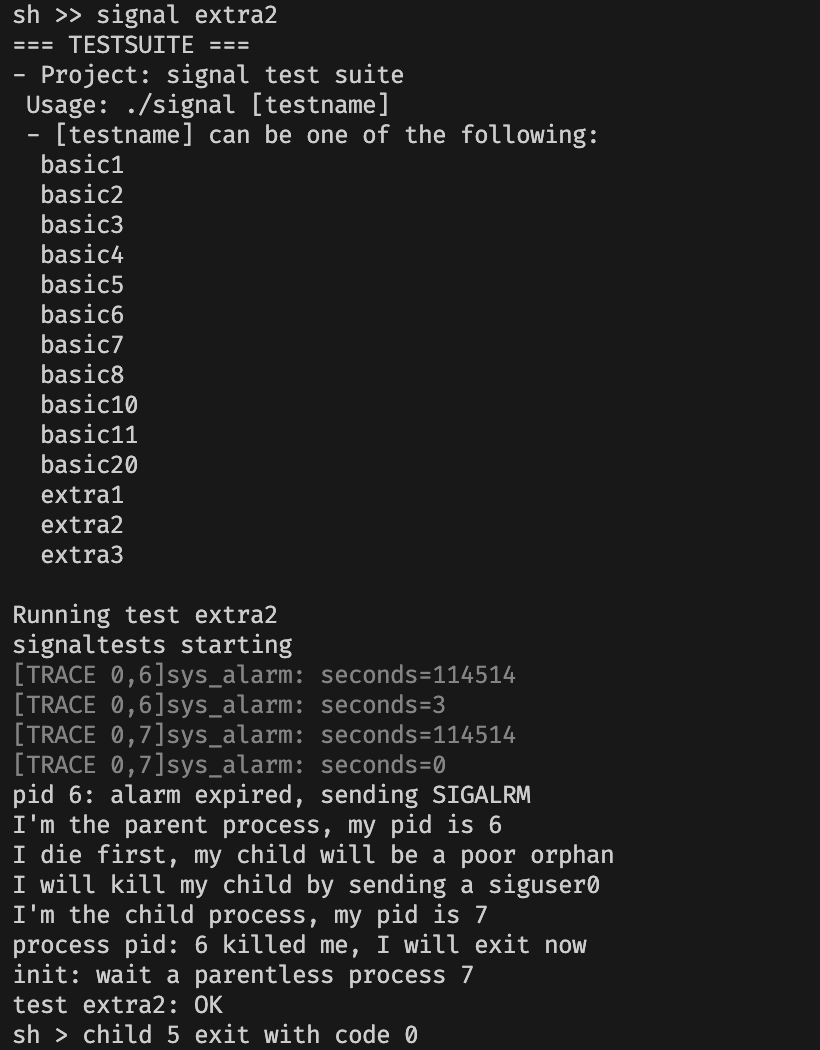 sh >> signal extra2
=== TESTSUITE ===
- Project: signal test suite
Usage: ./signal [testname]
- [testname] can be one of the following:
basic1
basic2
basic3
basic4
basic5
basic6
basic7
basic8
basic10
basic11
basic20
extra1
extra2
extra3
Running test extra2
signaltests starting
[TRACE 0,6]sys_alarm: seconds=114514
[TRACE 0,6]sys_alarm: seconds=3
[TRACE 0,7]sys_alarm: seconds=114514
[TRACE 0,7]sys_alarm: seconds=0
pid 6: alarm expired, sending SIGALRM
I'm the parent process, my pid is 6
I die first, my child will be a poor orphan
I will kill my child by sending a siguser0
I'm the child process, my pid is 7
process pid: 6 killed me, I will exit now
init: wait a parentless process 7
test extra2: OK
sh > child 5 exit with code 0